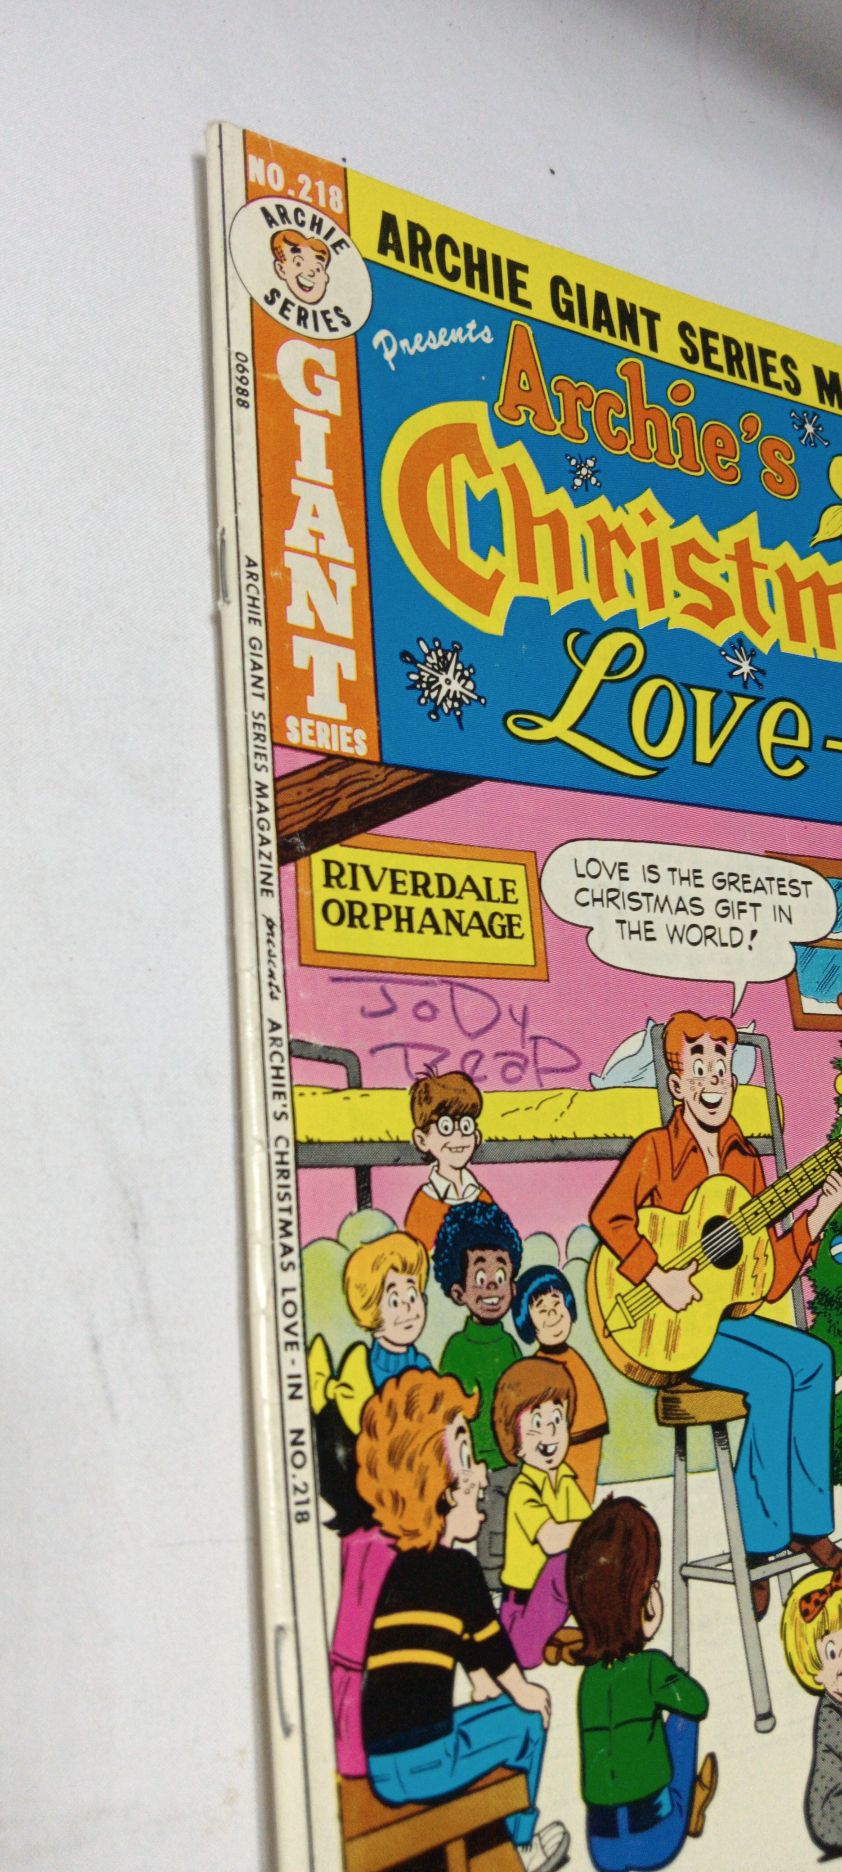 NO.218
ARCHIE
SERIES
GIANT
SERIES
ARCHIE GIANT SERIES M
Presents
Archie's
Christm
Love-
RIVERDALE
ORPHANAGE
LOVE IS THE GREATEST
CHRISTMAS GIFT IN
THE WORLD!
JoDy
06988
ARCHIE GIANT SERIES MAGAZINE presents ARCHIE'S CHRISTMAS LOVE-IN NO.218